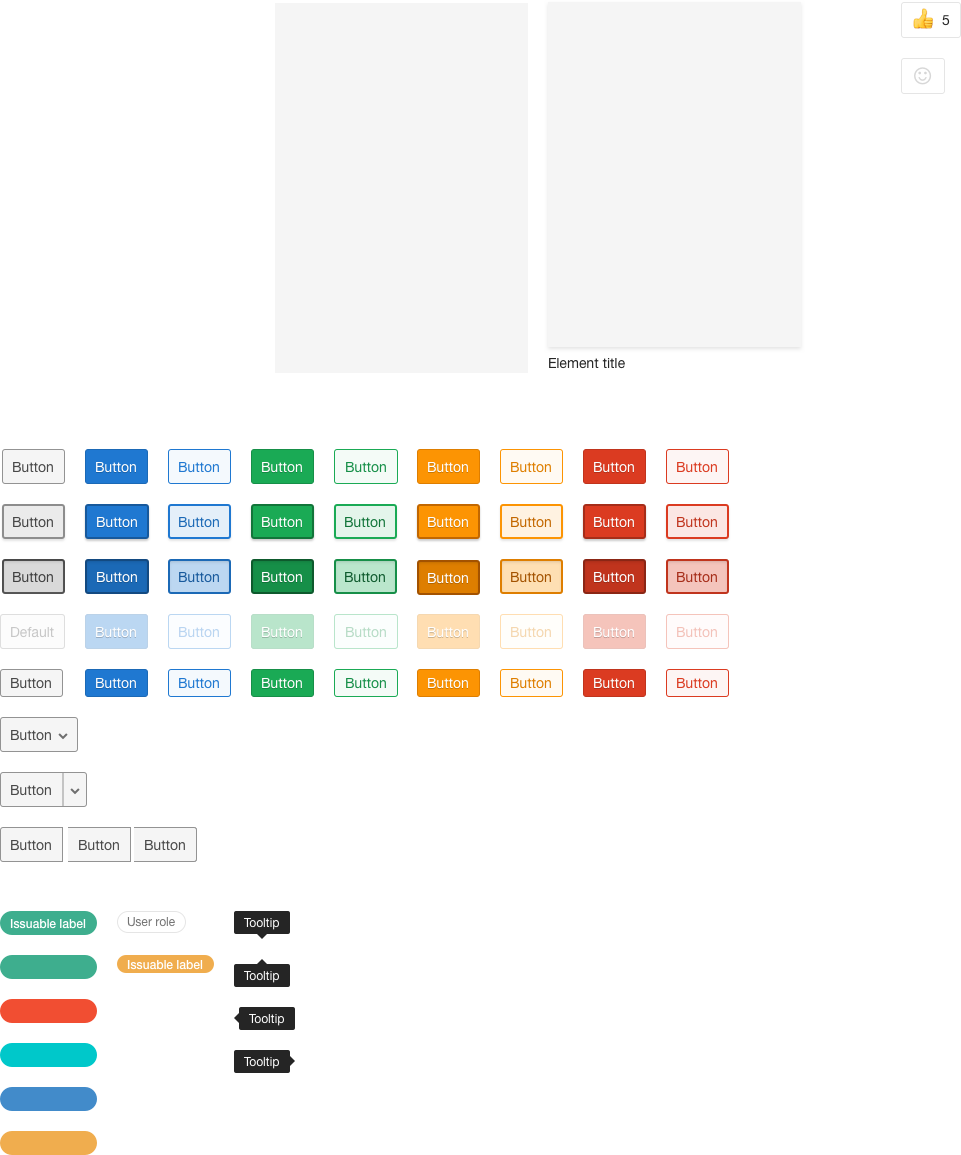 5
Element title
Button Button Button Button Button Button Button Button Button
Button Button Button Button Button Button Button Button Button
Button Button Button Button Button Button Button Button Button
Default Button Button Button Button Button Button Button Button
Button Button Button Button Button Button Button Button Button
Button
Button
Button Button Button
Issuable label User role Tooltip
Issuable label Tooltip
Tooltip
Tooltip